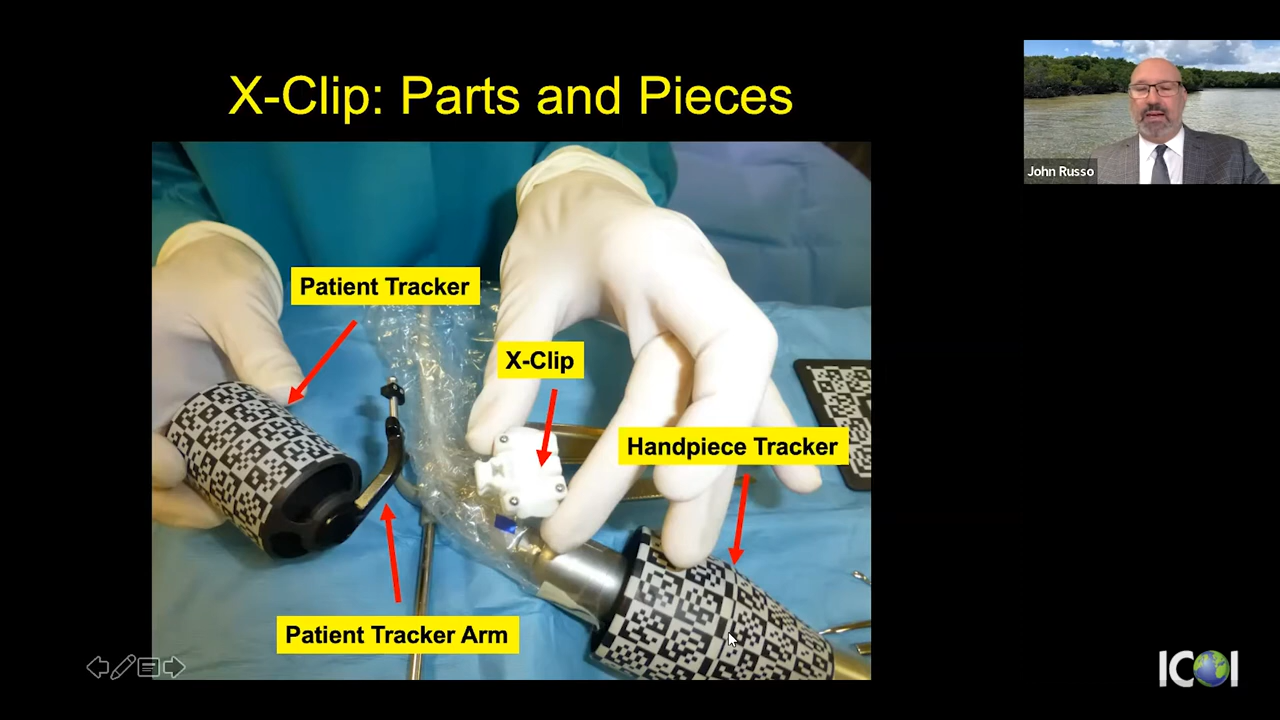 X-Clip: Parts and Pieces
John Russo
Patient Tracker
X-Clip
Handpiece Tracker
Patient Tracker Arm
ICOI